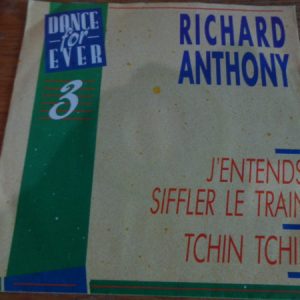 DANCE
for
EVER
3
RICHARD
ANTHONY
J'ENTENDS
SIFFLER LE TRAIN
TCHIN TCHI